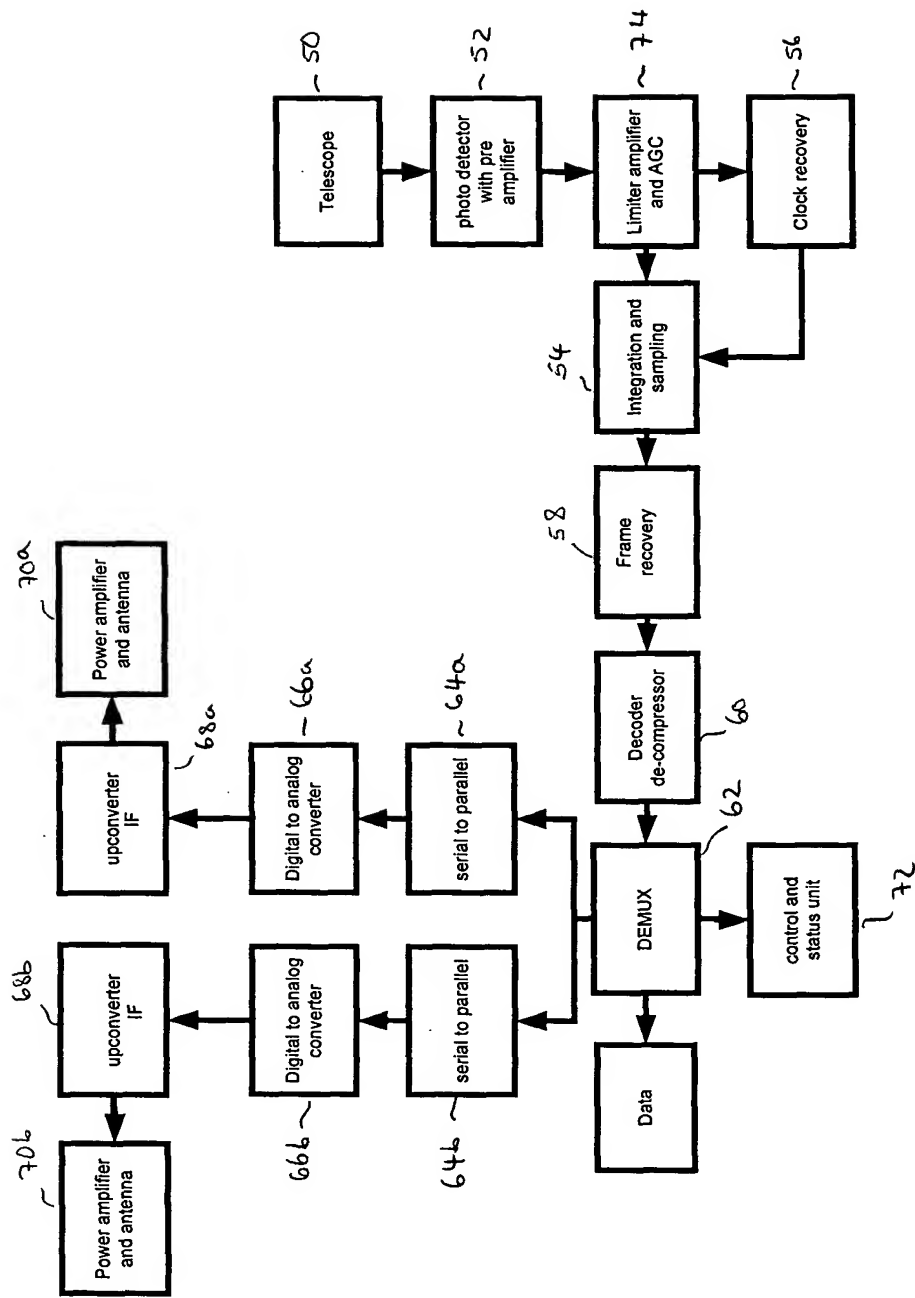 Telescope
50
photo detector
with pre
amplifier
52
Limiter amplifier
and AGC
74
Clock recovery
56
Integration and
sampling
54
Frame
recovery
58
Decoder
de-compressor
60
DEMUX
62
control and
status unit
72
Data
serial to parallel
64a
Digital to analog
converter
66a
upconverter
IF
68a
Power amplifier
and antenna
70a
serial to parallel
64b
Digital to analog
converter
66b
upconverter
IF
68b
Power amplifier
and antenna
70b